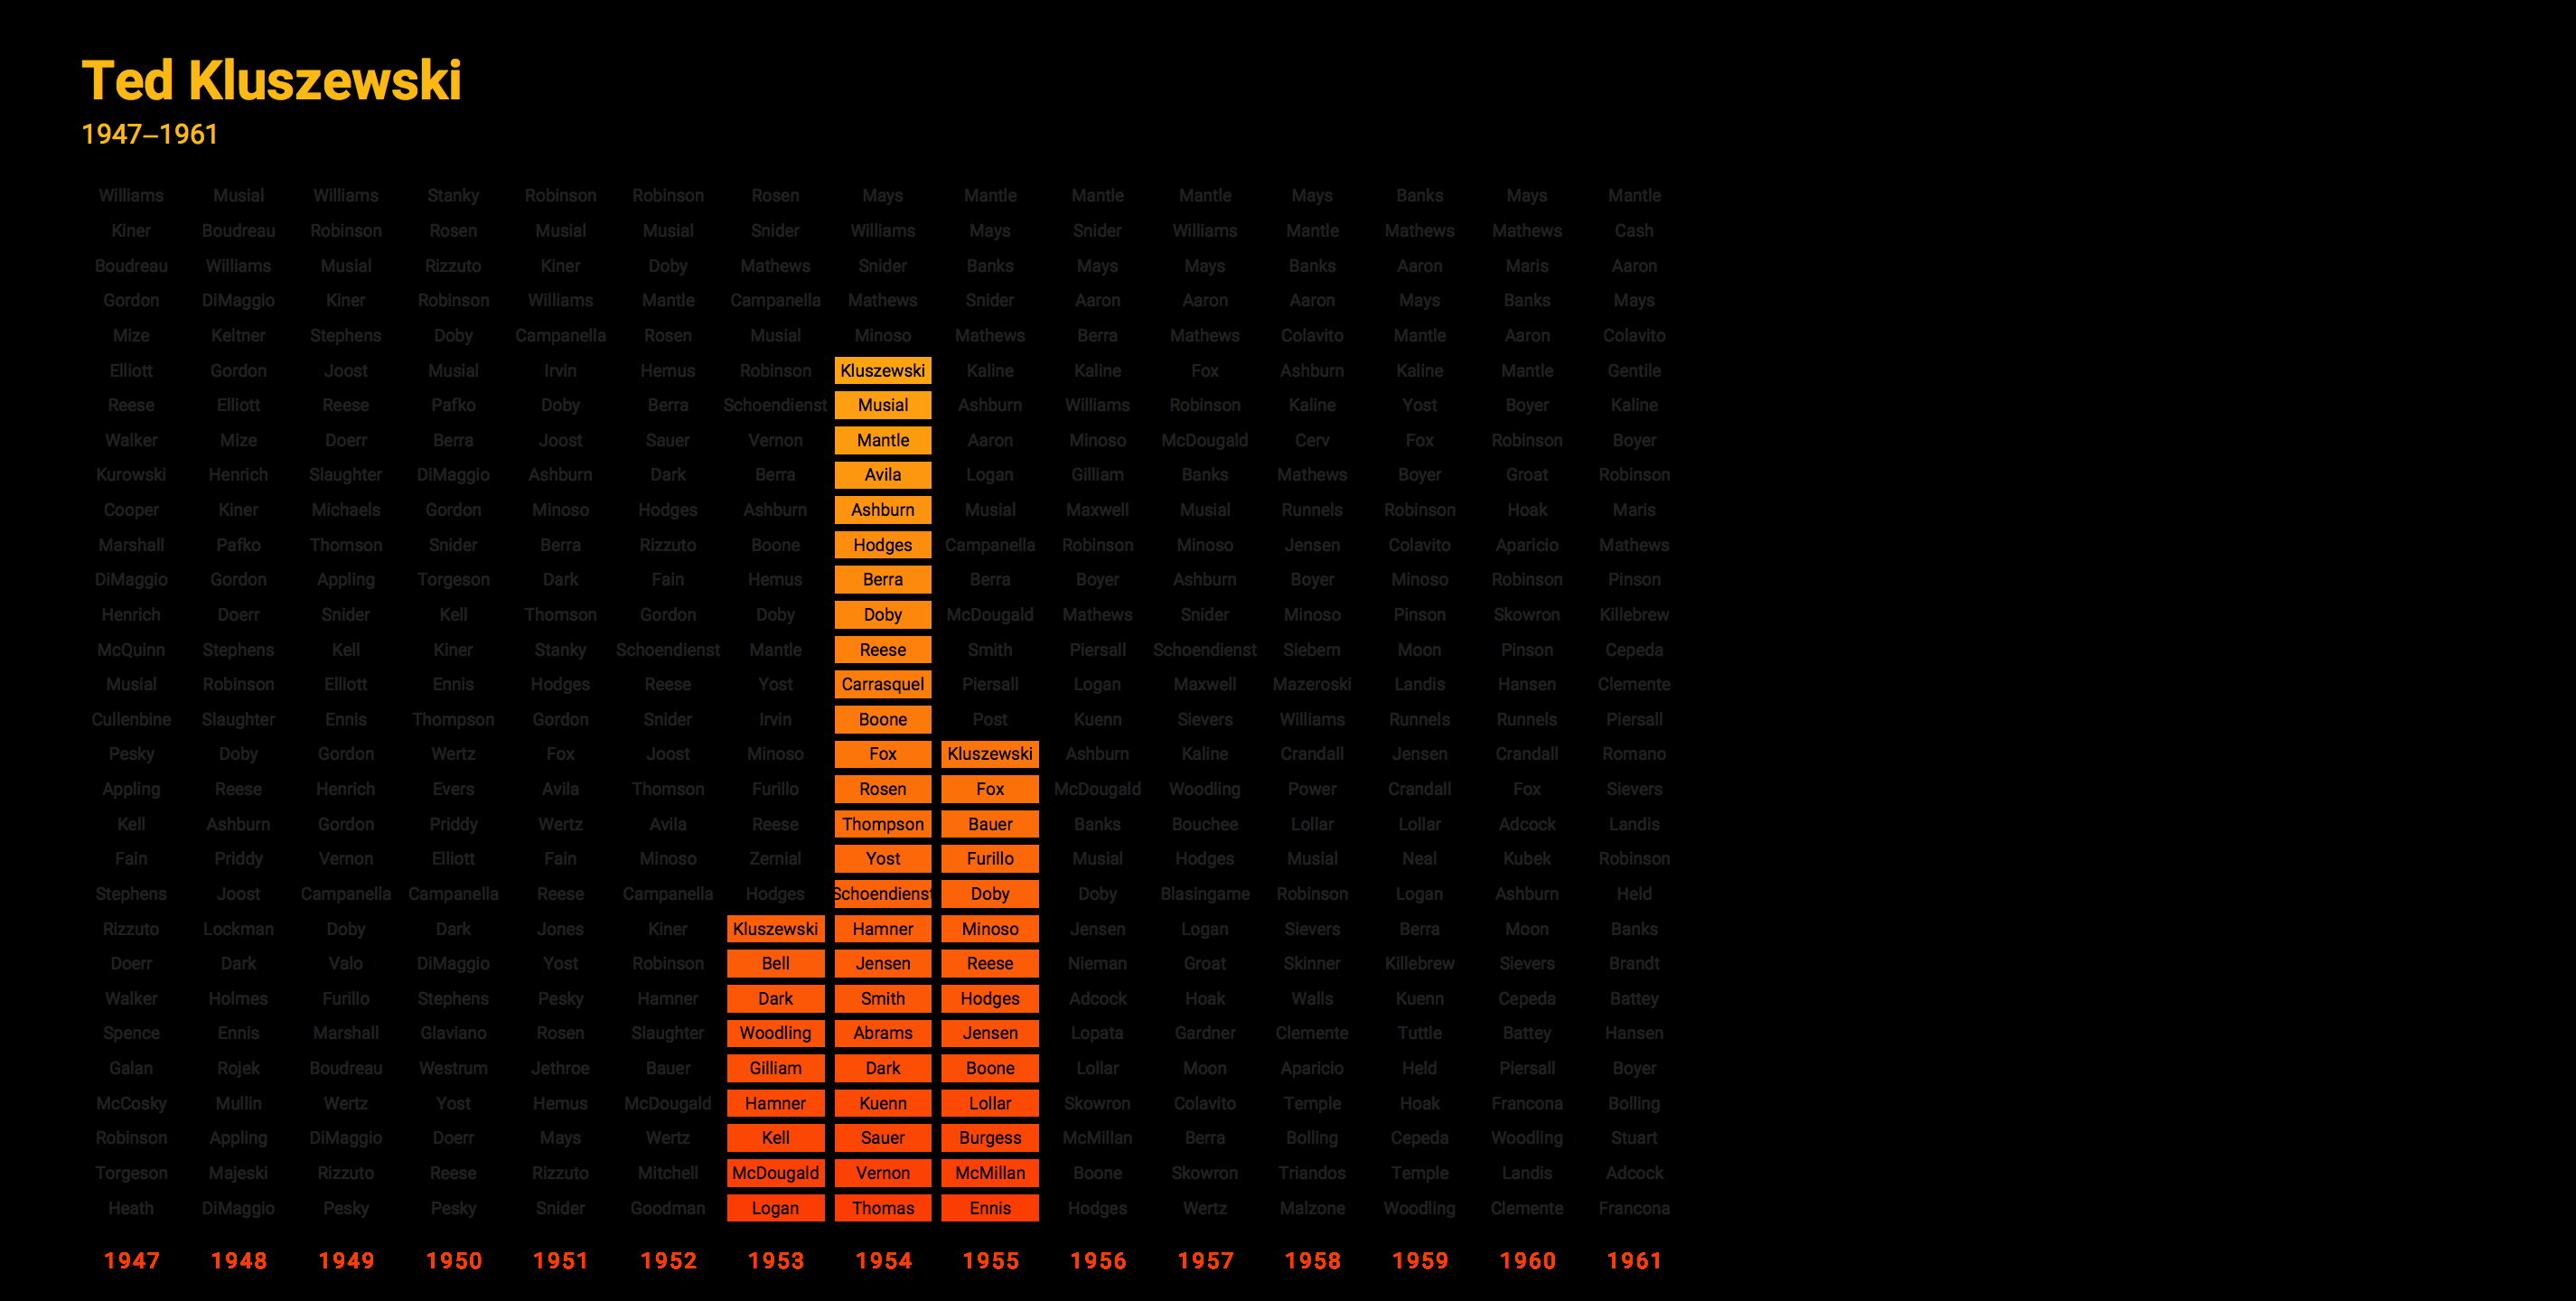 Ted Kluszewski
1947–1961
Williams Musial Williams Stanky Robinson Robinson Rosen Mays Mantle Mantle Mantle Mays Banks Mays Mantle
Kiner Boudreau Robinson Rosen Musial Musial Snider Williams Mays Snider Williams Mantle Mathews Mathews Cash
Boudreau Williams Musial Rizzuto Kiner Doby Mathews Snider Banks Mays Mays Banks Aaron Maris Aaron
Gordon DiMaggio Kiner Robinson Williams Mantle Campanella Mathews Snider Aaron Aaron Aaron Mays Banks Mays
Mize Keltner Stephens Doby Campanella Rosen Musial Minoso Mathews Berra Mathews Colavito Mantle Aaron Colavito
Elliott Gordon Joost Musial Irvin Hemus Robinson Kluszewski Kaline Kaline Fox Ashburn Kaline Mantle Gentile
Reese Elliott Reese Pafko Doby Berra Schoendienst Musial Ashburn Williams Robinson Kaline Yost Boyer Kaline
Walker Mize Doerr Berra Joost Sauer Vernon Mantle Aaron Minoso McDougald Cerv Fox Robinson Boyer
Kurowski Henrich Slaughter DiMaggio Ashburn Dark Berra Avila Logan Gilliam Banks Mathews Boyer Groat Robinson
Cooper Kiner Michaels Gordon Minoso Hodges Ashburn Ashburn Musial Maxwell Musial Runnels Robinson Hoak Maris
Marshall Pafko Thomson Snider Berra Rizzuto Boone Hodges Campanella Robinson Minoso Jensen Colavito Aparicio Mathews
DiMaggio Gordon Appling Torgeson Dark Fain Hemus Berra Berra Boyer Ashburn Boyer Minoso Robinson Pinson
Henrich Doerr Snider Kell Thomson Gordon Doby Doby McDougald Mathews Snider Minoso Pinson Skowron Killebrew
McQuinn Stephens Kell Kiner Stanky Schoendienst Mantle Reese Smith Piersall Schoendienst Siebern Moon Pinson Cepeda
Musial Robinson Elliott Ennis Hodges Reese Yost Carrasquel Piersall Logan Maxwell Mazeroski Landis Hansen Clemente
Cullenbine Slaughter Ennis Thompson Gordon Snider Irvin Boone Post Kuenn Sievers Williams Runnels Runnels Piersall
Pesky Doby Gordon Wertz Fox Joost Minoso Fox Kluszewski Ashburn Kaline Crandall Jensen Crandall Romano
Appling Reese Henrich Evers Avila Thomson Furillo Rosen Fox McDougald Woodling Power Crandall Fox Sievers
Kell Ashburn Gordon Priddy Wertz Avila Reese Thompson Bauer Banks Bouchee Lollar Lollar Adcock Landis
Fain Priddy Vernon Elliott Fain Minoso Zernial Yost Furillo Musial Hodges Musial Neal Kubek Robinson
Stephens Joost Campanella Campanella Reese Campanella Hodges Schoendienst Doby Doby Blasingame Robinson Logan Ashburn Held
Rizzuto Lockman Doby Dark Jones Kiner Kluszewski Hamner Minoso Jensen Logan Sievers Berra Moon Banks
Doerr Dark Valo DiMaggio Yost Robinson Bell Jensen Reese Nieman Groat Skinner Killebrew Sievers Brandt
Walker Holmes Furillo Stephens Pesky Hamner Dark Smith Hodges Adcock Hoak Walls Kuenn Cepeda Battey
Spence Ennis Marshall Glaviano Rosen Slaughter Woodling Abrams Jensen Lopata Gardner Clemente Tuttle Battey Hansen
Galan Rojek Boudreau Westrum Jethroe Bauer Gilliam Dark Boone Lollar Moon Aparicio Held Piersall Boyer
McCosky Mullin Wertz Yost Hemus McDougald Hamner Kuenn Lollar Skowron Colavito Temple Hoak Francona Bolling
Robinson Appling DiMaggio Doerr Mays Wertz Kell Sauer Burgess McMillan Berra Bolling Cepeda Woodling Stuart
Torgeson Majeski Rizzuto Reese Rizzuto Mitchell McDougald Vernon McMillan Boone Skowron Triandos Temple Landis Adcock
Heath DiMaggio Pesky Pesky Snider Goodman Logan Thomas Ennis Hodges Wertz Malzone Woodling Clemente Francona
1947 1948 1949 1950 1951 1952 1953 1954 1955 1956 1957 1958 1959 1960 1961